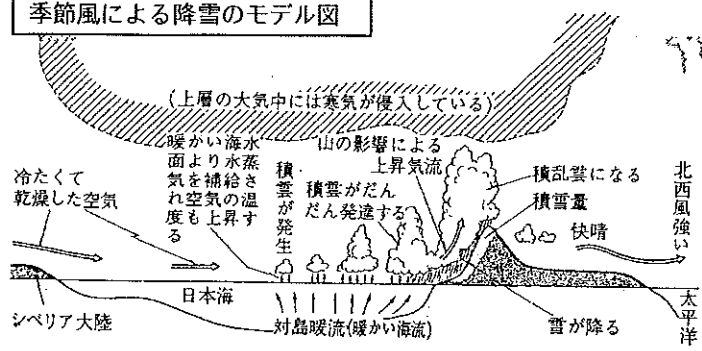 季節風による降雪のモデル図
(上層の大気中には寒気が侵入している)
暖かい海水
面より水蒸
気を補給さ
れ空気の温
度も上昇す
る
冷たくて
乾燥した空気
積雲が発生
積雲がだん
だん発達する
山の影響による
上昇気流
積乱雲になる
積雪量
快晴
北西風強い
日本海
シベリア大陸
対島暖流(暖かい海流)
雪が降る
太平洋